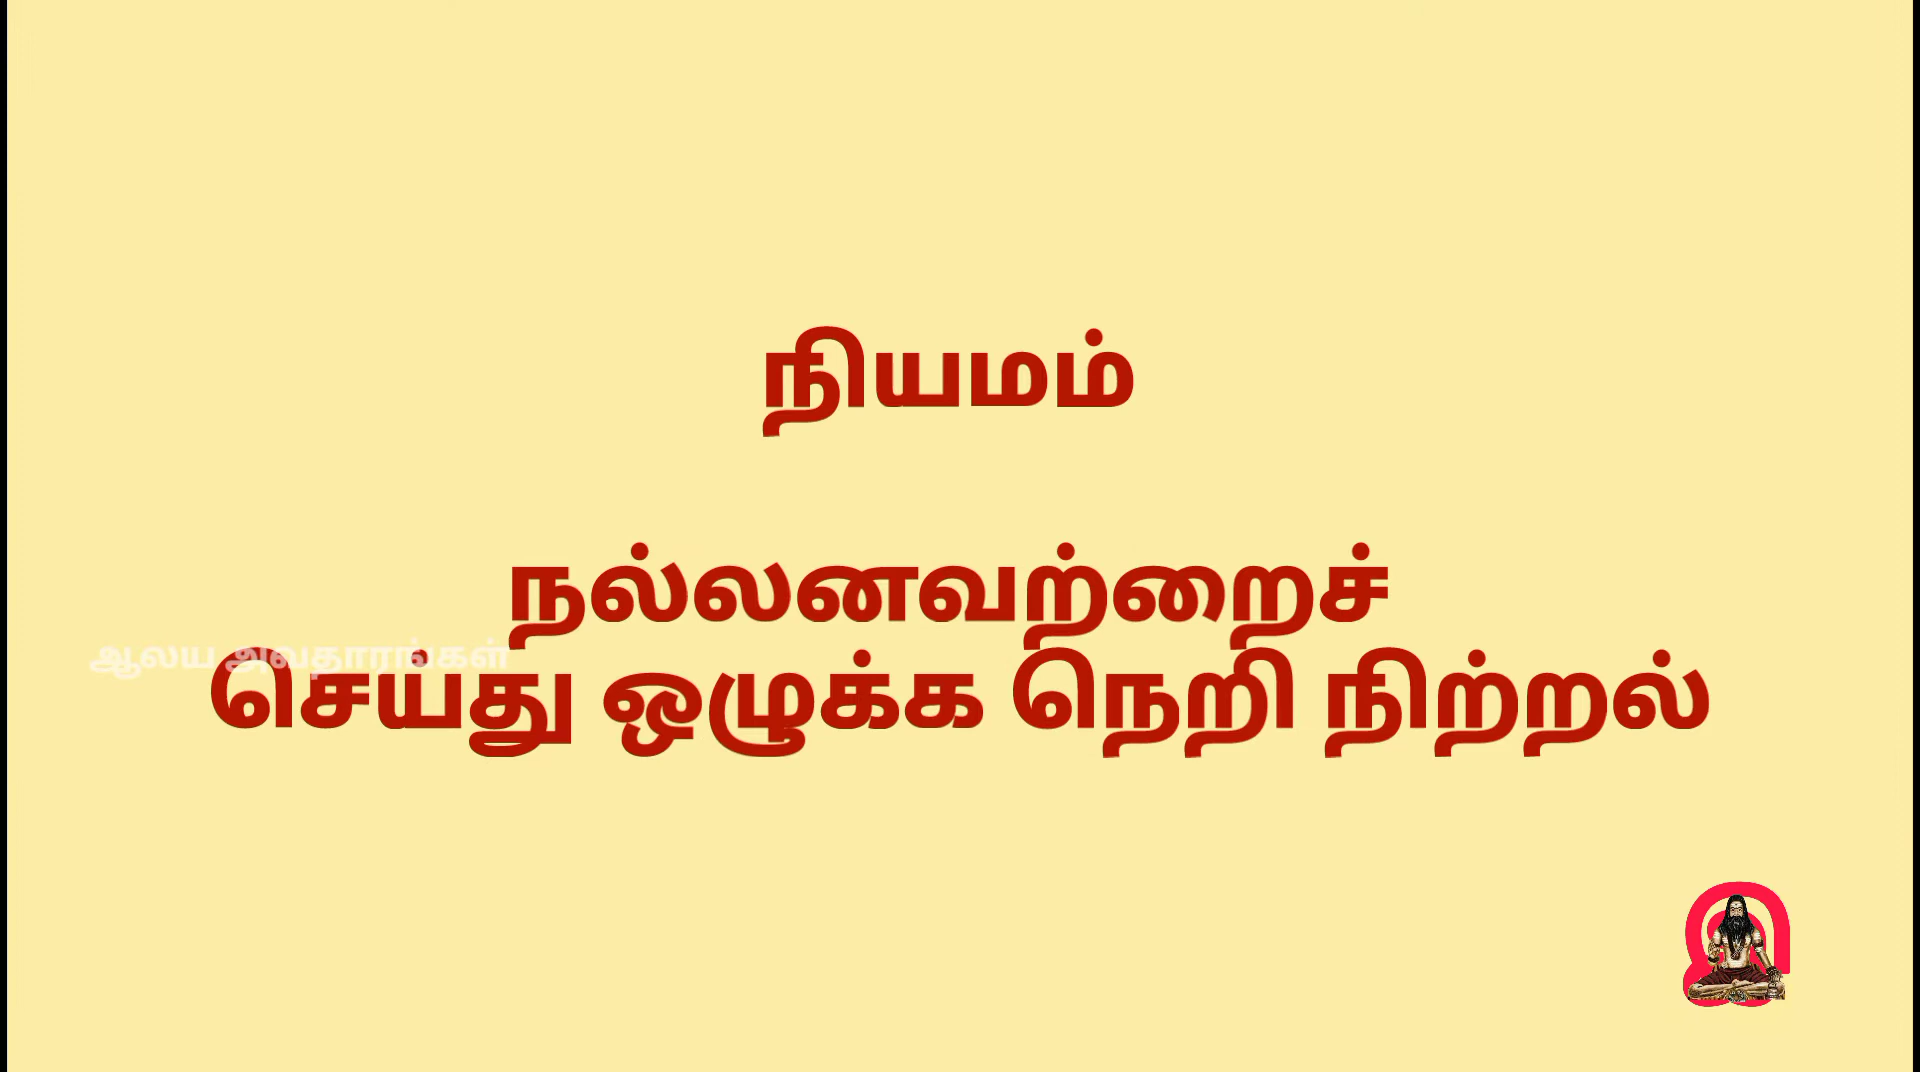 நியமம்
நல்லனவற்றைச்
ஆலய அவதாரங்கள்
செய்து ஒழுக்க நெறி நிற்றல்